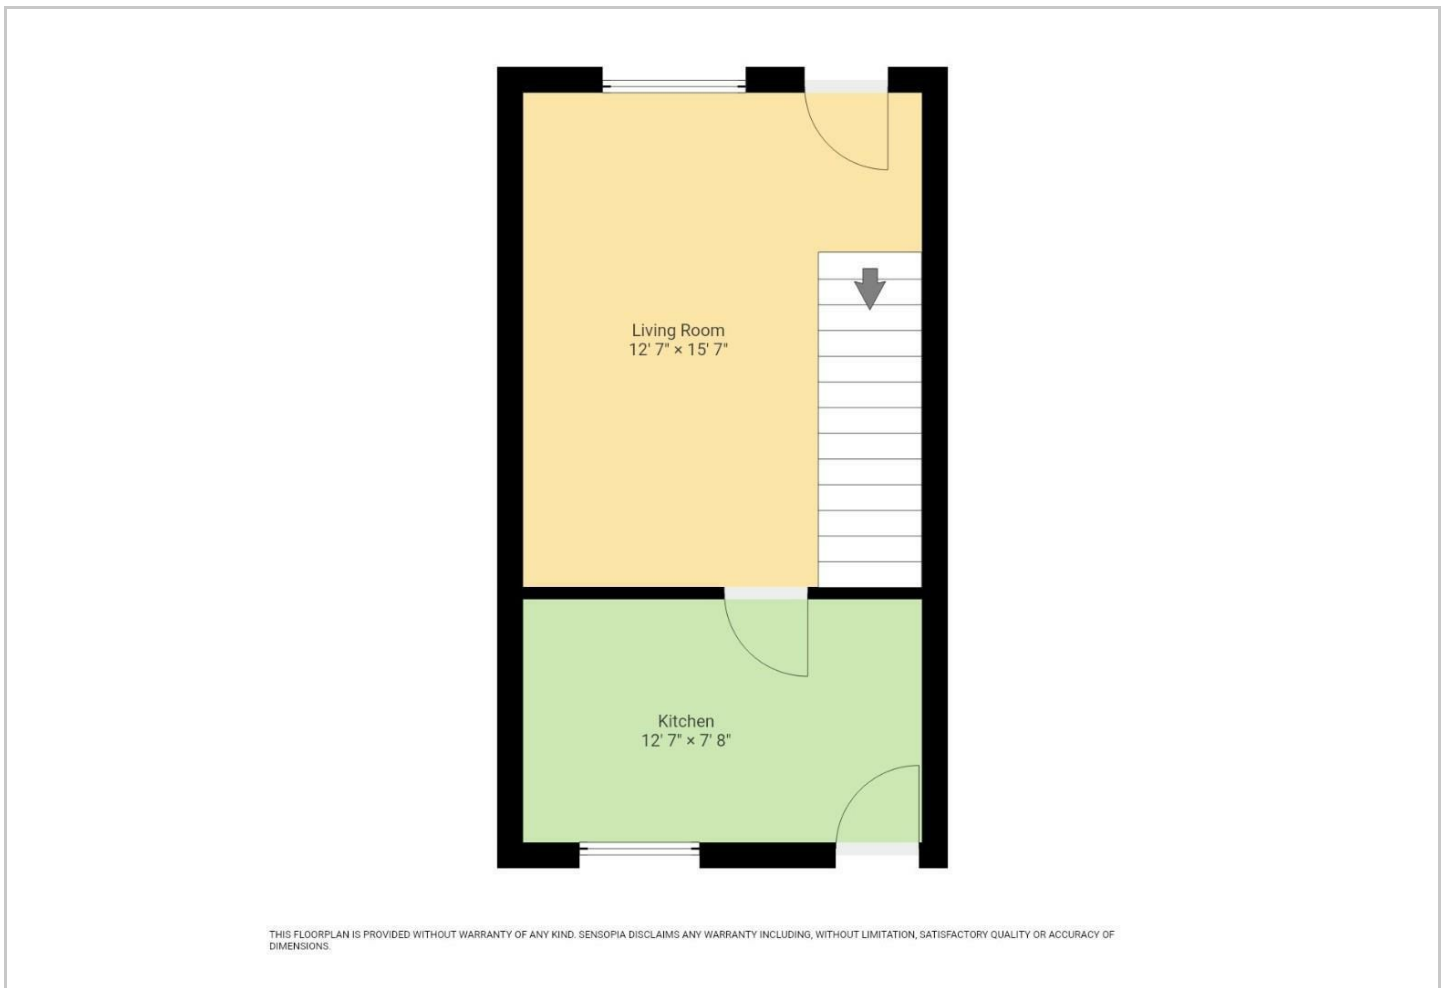 Living Room
12' 7" × 15' 7"
Kitchen
12' 7" × 7' 8"
THIS FLOORPLAN IS PROVIDED WITHOUT WARRANTY OF ANY KIND. SENSOPIA DISCLAIMS ANY WARRANTY INCLUDING, WITHOUT LIMITATION, SATISFACTORY QUALITY OR ACCURACY OF
DIMENSIONS.